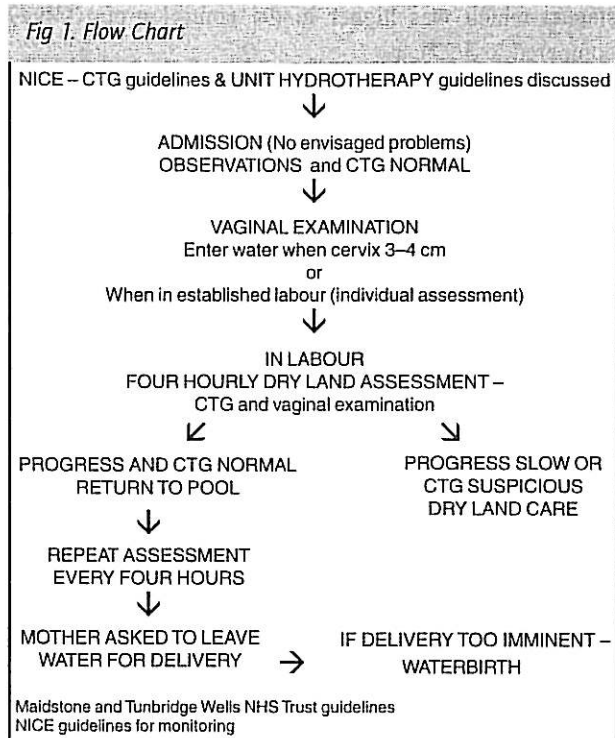 Fig 1. Flow Chart
NICE – CTG guidelines & UNIT HYDROTHERAPY guidelines discussed
ADMISSION (No envisaged problems)
OBSERVATIONS and CTG NORMAL
VAGINAL EXAMINATION
Enter water when cervix 3–4 cm
or
When in established labour (individual assessment)
IN LABOUR
FOUR HOURLY DRY LAND ASSESSMENT –
CTG and vaginal examination
PROGRESS AND CTG NORMAL
RETURN TO POOL
PROGRESS SLOW OR
CTG SUSPICIOUS
DRY LAND CARE
REPEAT ASSESSMENT
EVERY FOUR HOURS
MOTHER ASKED TO LEAVE
WATER FOR DELIVERY
IF DELIVERY TOO IMMINENT –
WATERBIRTH
Maidstone and Tunbridge Wells NHS Trust guidelines
NICE guidelines for monitoring